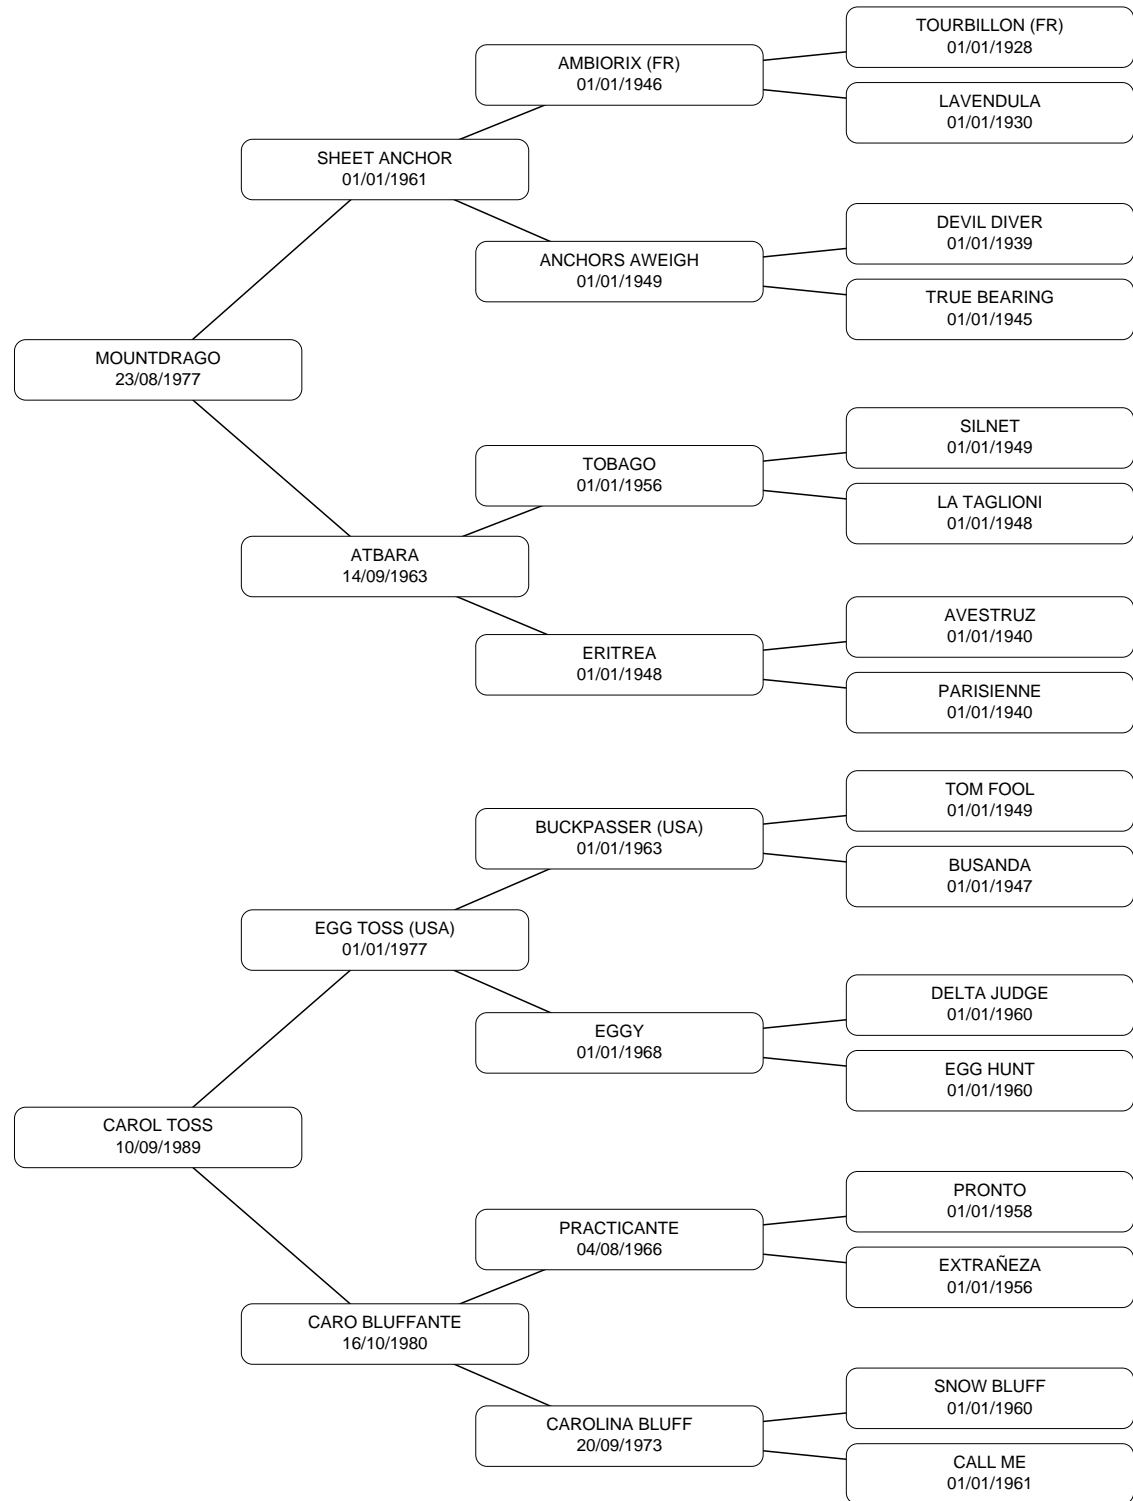 TOURBILLON (FR)
01/01/1928
AMBIORIX (FR)
01/01/1946
LAVENDULA
01/01/1930
SHEET ANCHOR
01/01/1961
DEVIL DIVER
01/01/1939
ANCHORS AWEIGH
01/01/1949
TRUE BEARING
01/01/1945
MOUNTDRAGO
23/08/1977
SILNET
01/01/1949
TOBAGO
01/01/1956
LA TAGLIONI
01/01/1948
ATBARA
14/09/1963
AVESTRUZ
01/01/1940
ERITREA
01/01/1948
PARISIENNE
01/01/1940
TOM FOOL
01/01/1949
BUCKPASSER (USA)
01/01/1963
BUSANDA
01/01/1947
EGG TOSS (USA)
01/01/1977
DELTA JUDGE
01/01/1960
EGGY
01/01/1968
EGG HUNT
01/01/1960
CAROL TOSS
10/09/1989
PRONTO
01/01/1958
PRACTICANTE
04/08/1966
EXTRAÑEZA
01/01/1956
CARO BLUFFANTE
16/10/1980
SNOW BLUFF
01/01/1960
CAROLINA BLUFF
20/09/1973
CALL ME
01/01/1961